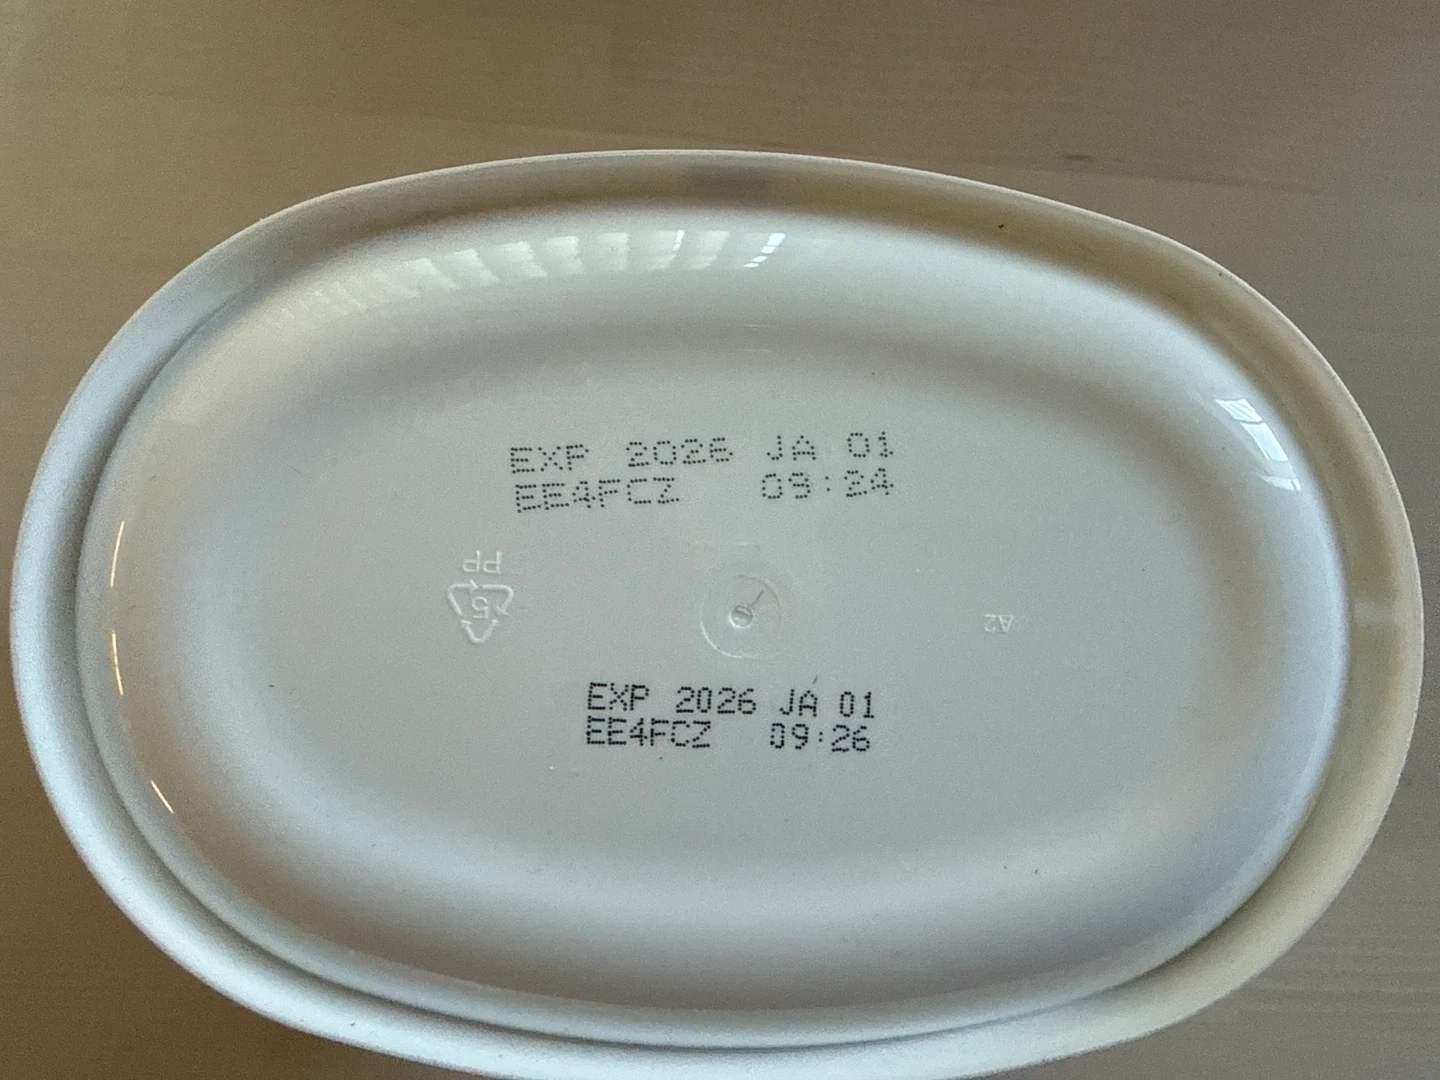 EXP 2026 JA 01
EE4FCZ 09:24
PP
5
A2
EXP 2026 JA 01
EE4FCZ 09:26